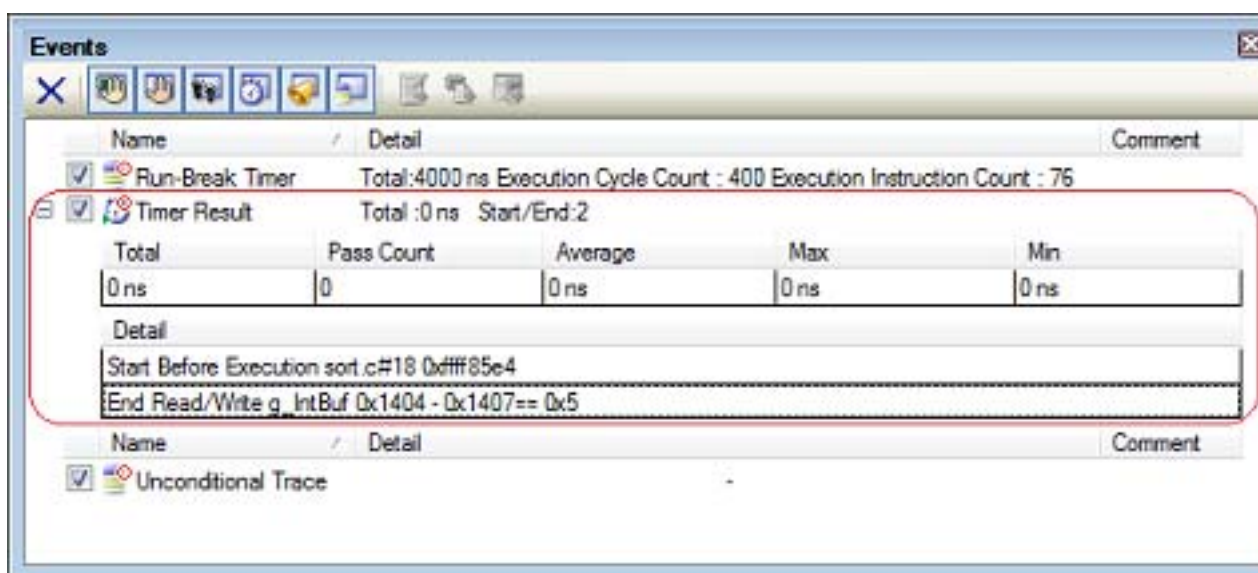 Events
Name Detail Comment
Run-Break Timer Total:4000 ns Execution Cycle Count : 400 Execution Instruction Count : 76
Timer Result Total :0 ns Start/End:2
Total Pass Count Average Max Min
0 ns 0 0 ns 0 ns 0 ns
Detail
Start Before Execution sort.c#18 0xffff85e4
End Read/Write g_IntBuf 0x1404 - 0x1407== 0x5
Name Detail Comment
Unconditional Trace -